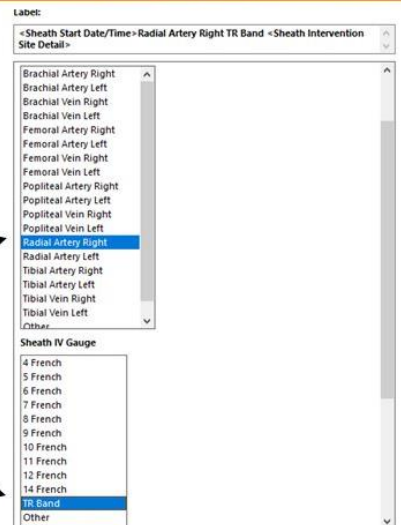 Label:
<Sheath Start Date/Time>Radial Artery Right TR Band <Sheath Intervention
Site Detail>
Brachial Artery Right
Brachial Artery Left
Brachial Vein Right
Brachial Vein Left
Femoral Artery Right
Femoral Artery Left
Femoral Vein Right
Femoral Vein Left
Popliteal Artery Right
Popliteal Artery Left
Popliteal Vein Right
Popliteal Vein Left
Radial Artery Right
Radial Artery Left
Tibial Artery Right
Tibial Artery Left
Tibial Vein Right
Tibial Vein Left
Other
Sheath IV Gauge
4 French
5 French
6 French
7 French
8 French
9 French
10 French
11 French
12 French
14 French
TR Band
Other